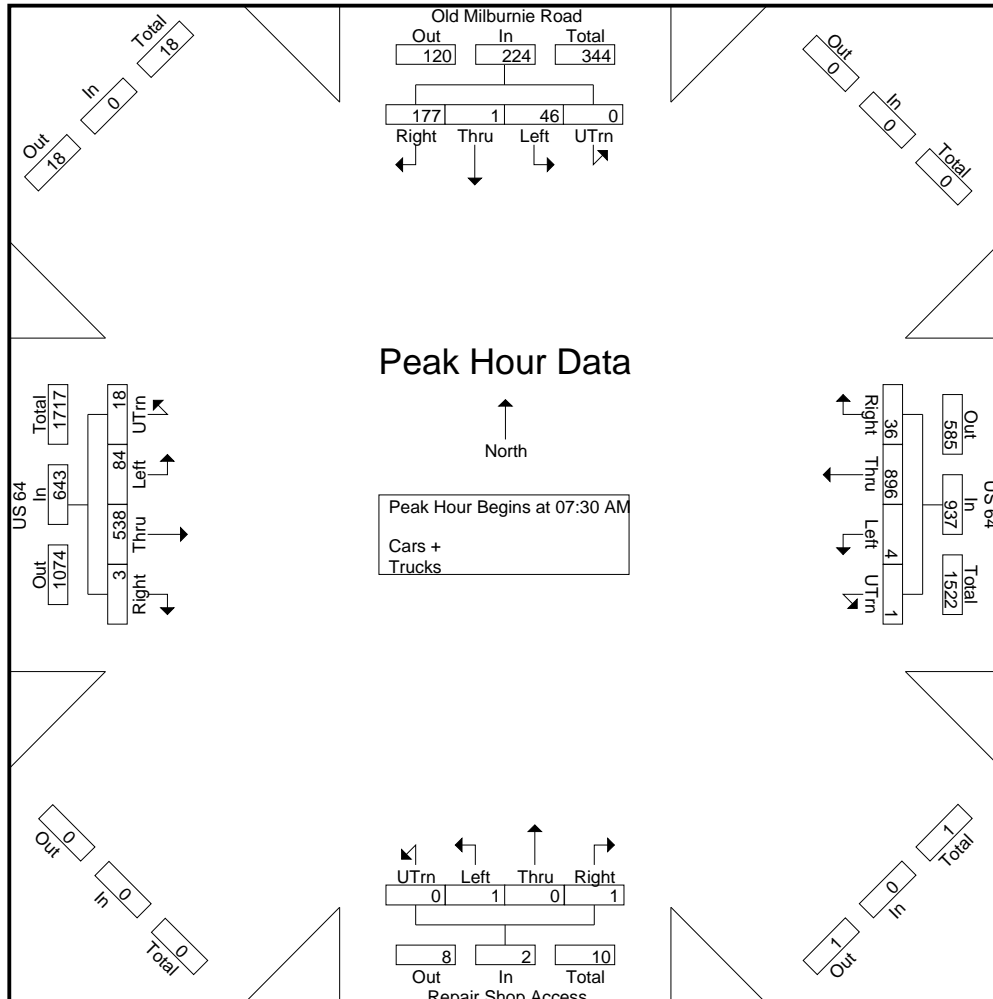 Old Milburnie Road
Out In Total
120 224 344
177 1 46 0
Right Thru Left UTrn
Total
18
In
0
Out
18
Out
0
In
0
Total
0
Peak Hour Data
North
Peak Hour Begins at 07:30 AM
Cars +
Trucks
US 64
Total In Out
1717 643 1074
18 84 538 3
UTrn Left Thru Right
Right Thru Left UTrn
36 896 4 1
Out In Total
585 937 1522
US 64
0
Out
0
In
0
Total
1
Total
0
In
1
Out
UTrn Left Thru Right
0 1 0 1
8 2 10
Out In Total
Repair Shop Access